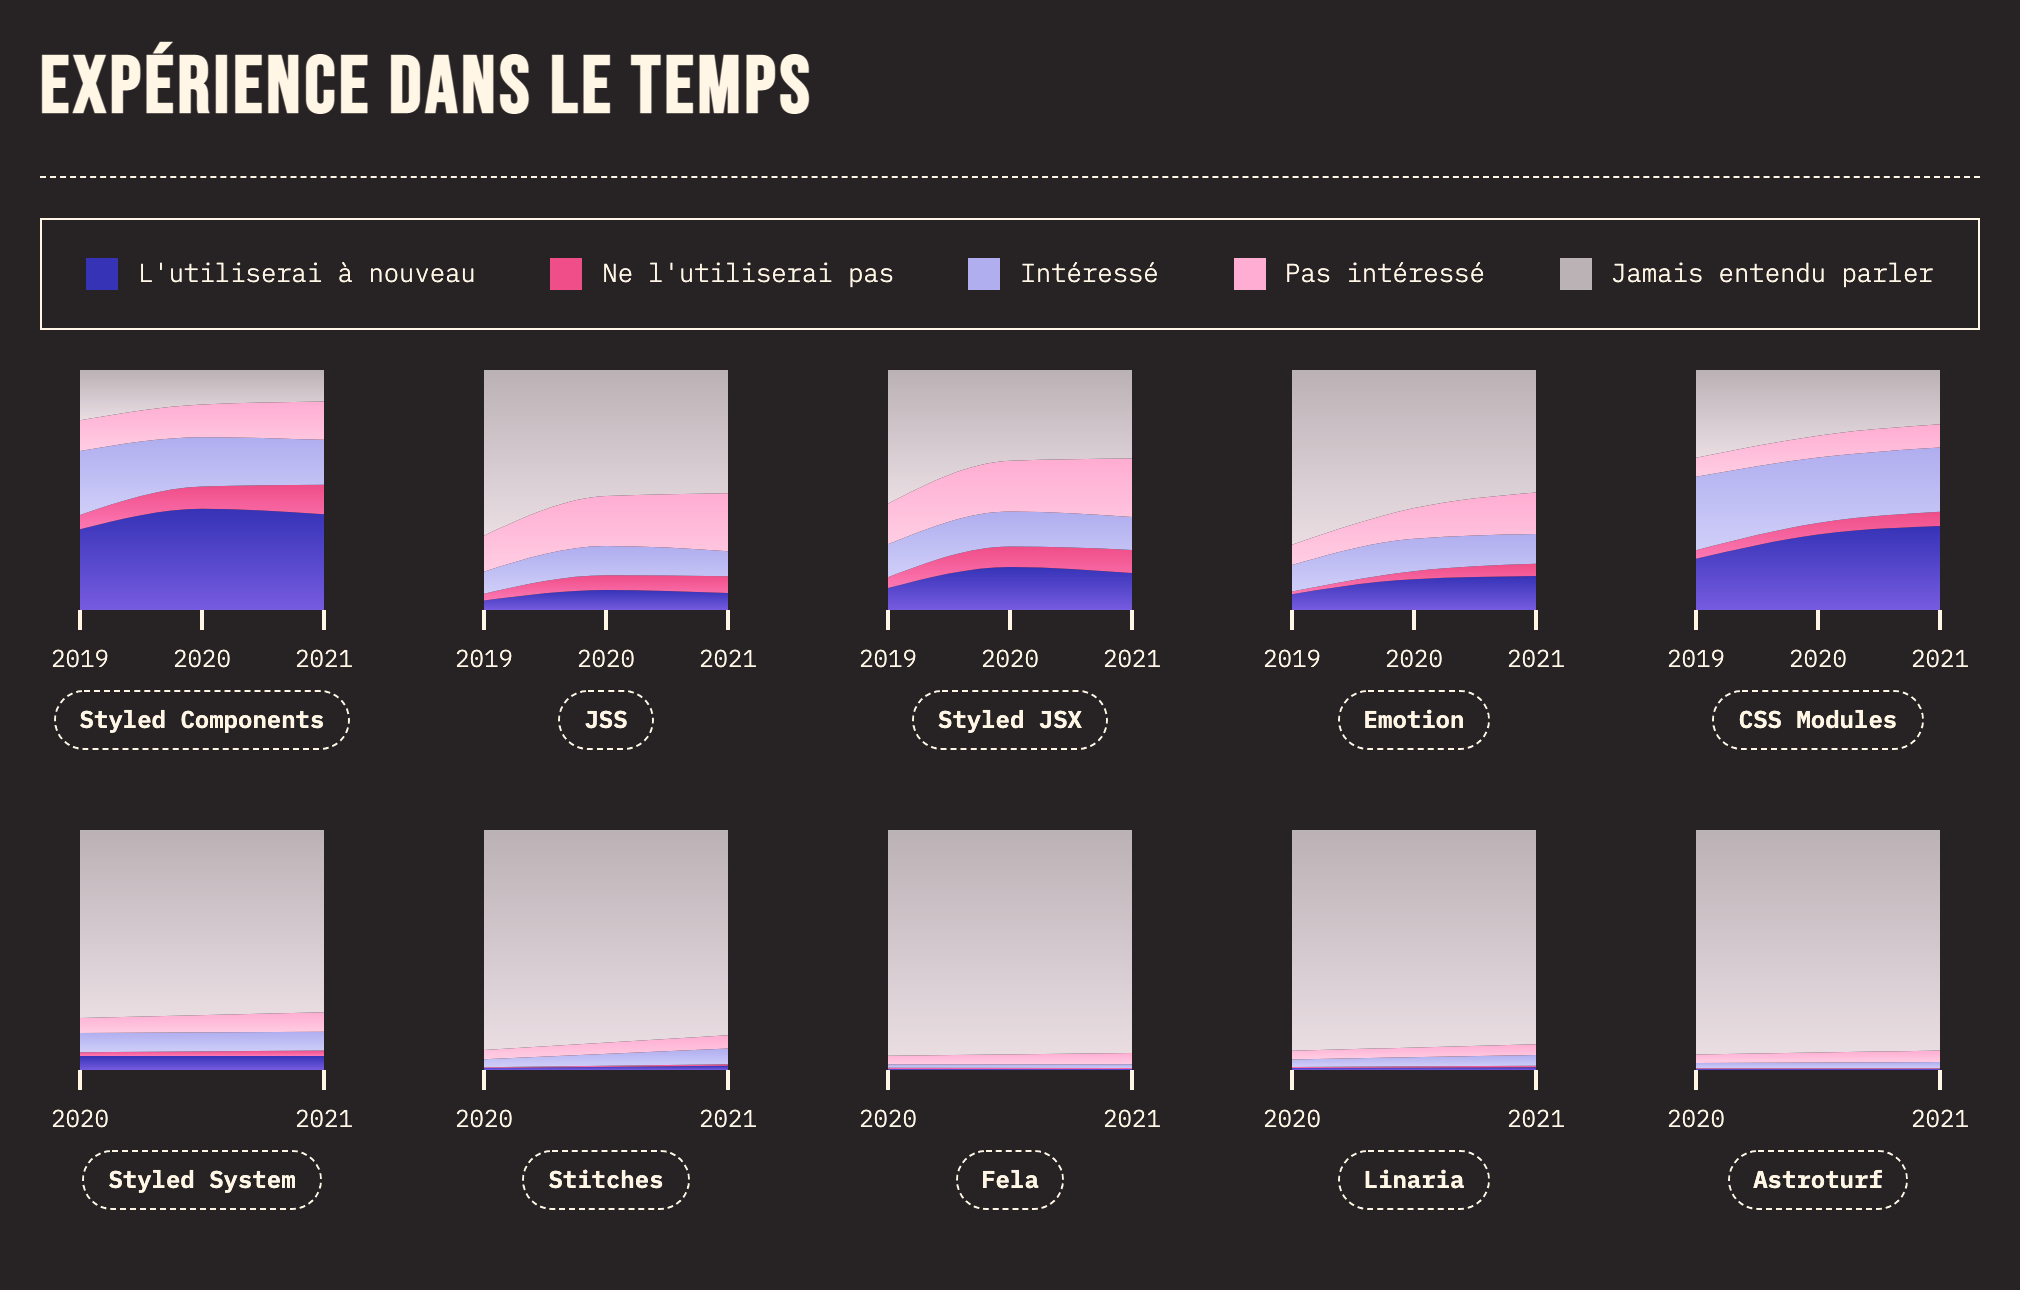 EXPÉRIENCE DANS LE TEMPS
L'utiliserai à nouveau Ne l'utiliserai pas Intéressé Pas intéressé Jamais entendu parler
2019 2020 2021 2019 2020 2021 2019 2020 2021 2019 2020 2021 2019 2020 2021
Styled Components JSS Styled JSX Emotion CSS Modules
2020 2021 2020 2021 2020 2021 2020 2021 2020 2021
Styled System Stitches Fela Linaria Astroturf